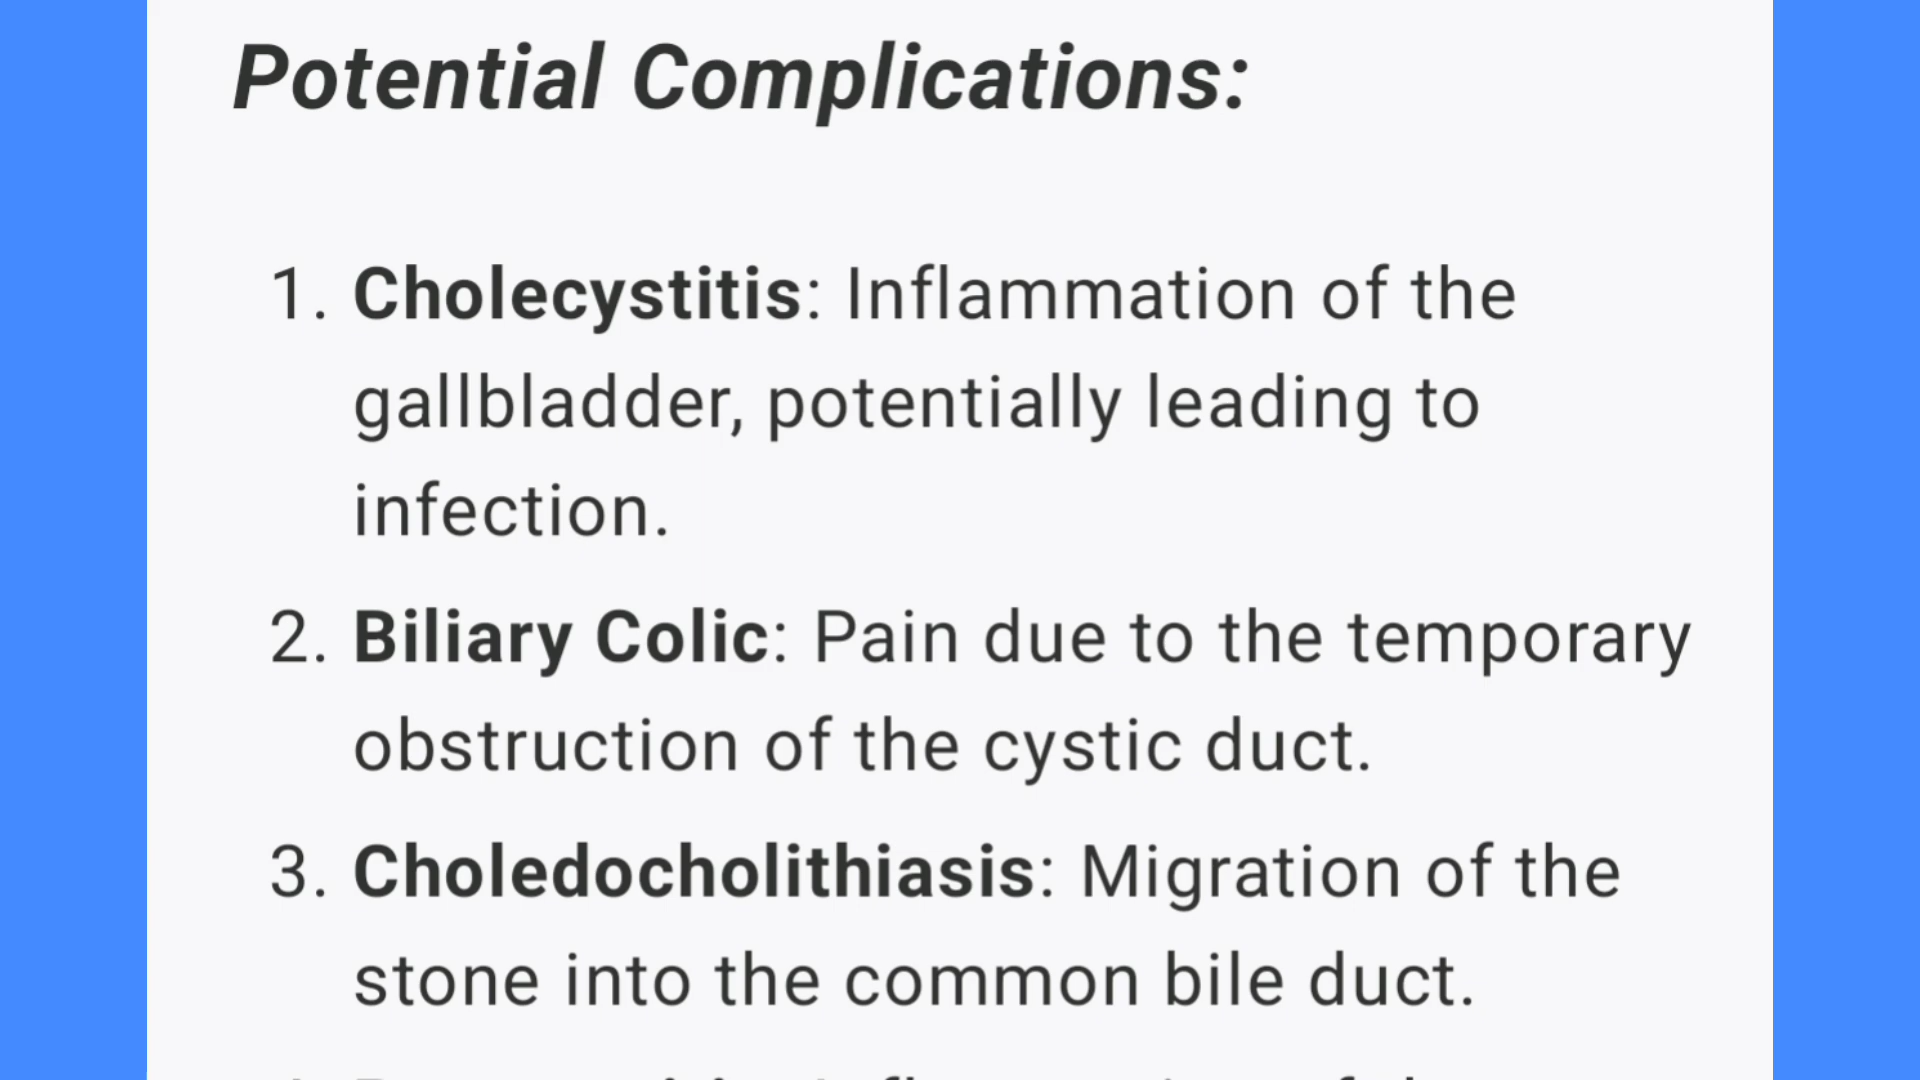 Potential Complications:
1. Cholecystitis: Inflammation of the
gallbladder, potentially leading to
infection.
2. Biliary Colic: Pain due to the temporary
obstruction of the cystic duct.
3. Choledocholithiasis: Migration of the
stone into the common bile duct.